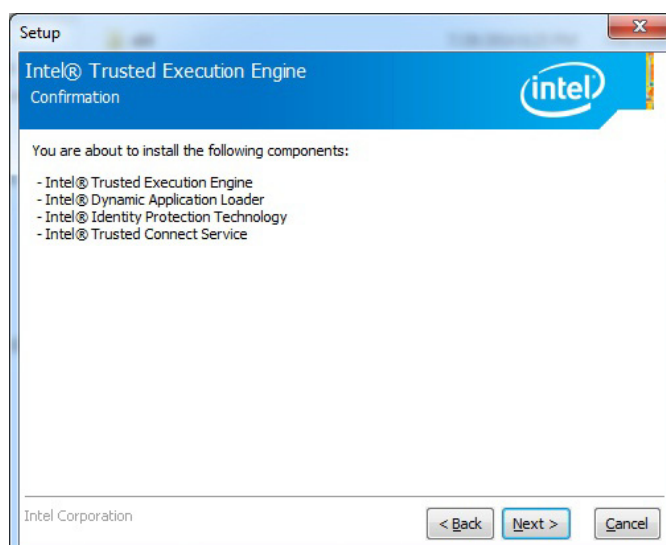 Setup
Intel® Trusted Execution Engine
Confirmation
intel
You are about to install the following components:
- Intel® Trusted Execution Engine
- Intel® Dynamic Application Loader
- Intel® Identity Protection Technology
- Intel® Trusted Connect Service
Intel Corporation
< Back
Next >
Cancel